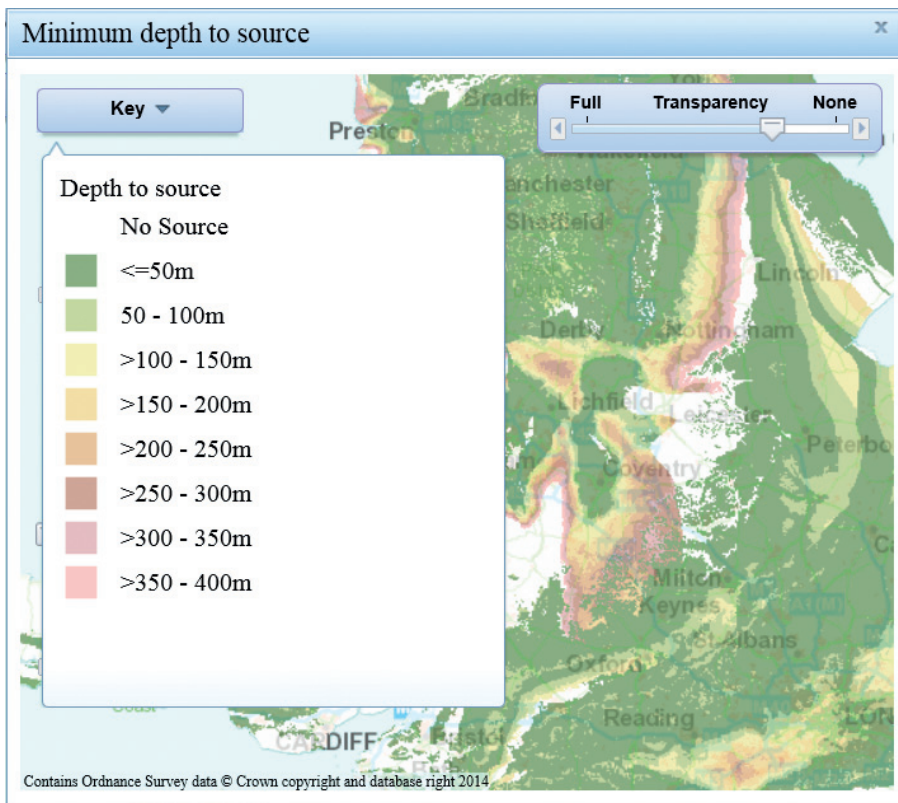 Minimum depth to source
x
Key
Full Transparency None
Depth to source
No Source
<=50m
50 - 100m
>100 - 150m
>150 - 200m
>200 - 250m
>250 - 300m
>300 - 350m
>350 - 400m
Preston
Sheffield
Lincoln
Derby
Nottingham
Lichfield
Leicester
Coventry
Milton
Keynes
St Albans
Oxford
Reading
CARDIFF
Bristol
Contains Ordnance Survey data © Crown copyright and database right 2014